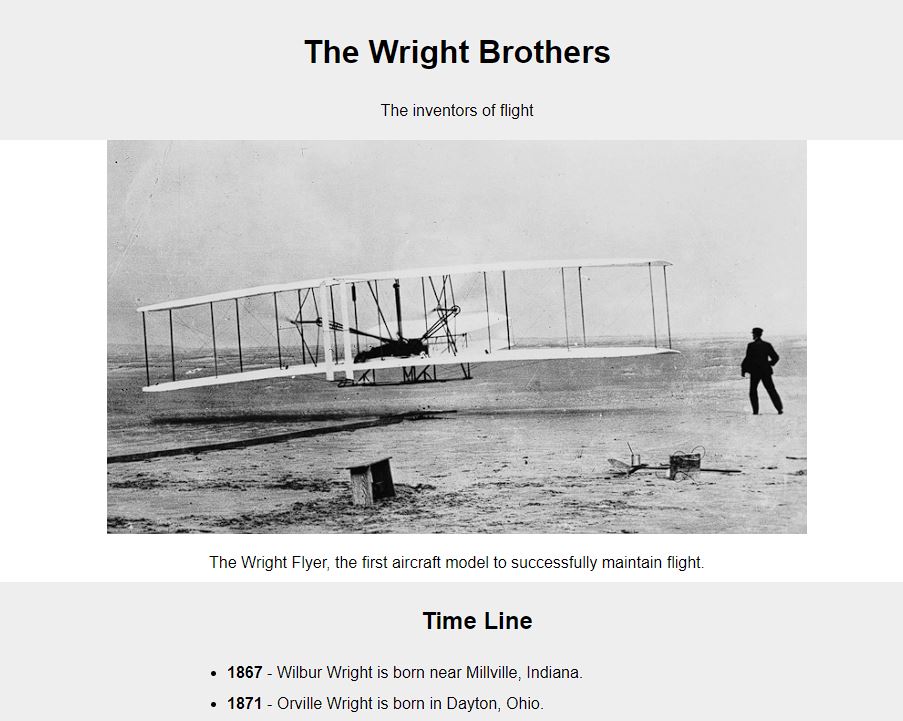 The Wright Brothers
The inventors of flight
The Wright Flyer, the first aircraft model to successfully maintain flight.
Time Line
• 1867 - Wilbur Wright is born near Millville, Indiana.
• 1871 - Orville Wright is born in Dayton, Ohio.